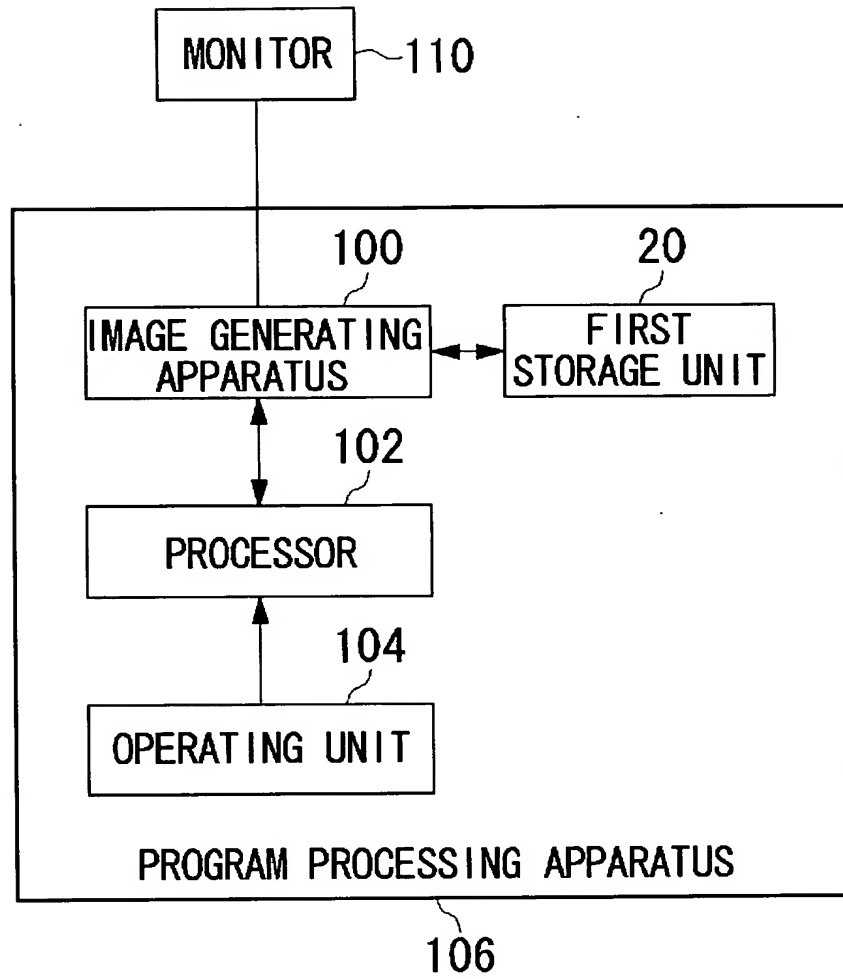 MONITOR
110
100
20
IMAGE GENERATING
APPARATUS
FIRST
STORAGE UNIT
102
PROCESSOR
104
OPERATING UNIT
PROGRAM PROCESSING APPARATUS
106